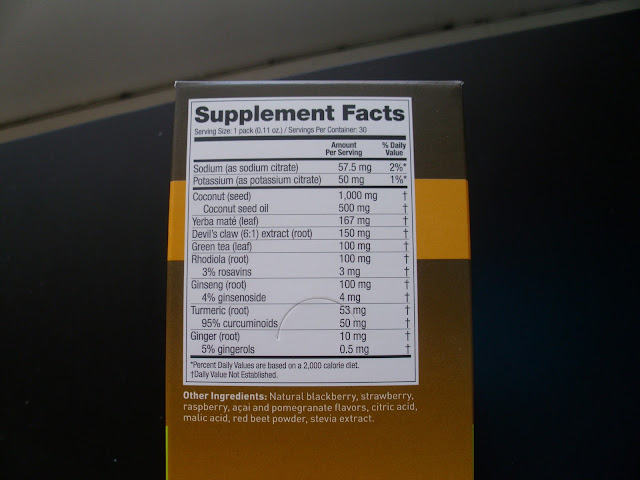 Supplement Facts
Serving Size: 1 pack (0.11 oz.) / Servings Per Container: 30
Amount Per Serving % Daily Value
Sodium (as sodium citrate) 57.5 mg 2%*
Potassium (as potassium citrate) 50 mg 1%*
Coconut (seed) 1,000 mg †
Coconut seed oil 500 mg †
Yerba maté (leaf) 167 mg †
Devil's claw (6:1) extract (root) 150 mg †
Green tea (leaf) 100 mg †
Rhodiola (root) 100 mg †
3% rosavins 3 mg †
Ginseng (root) 100 mg †
4% ginsenoside 4 mg †
Turmeric (root) 53 mg †
95% curcuminoids 50 mg †
Ginger (root) 10 mg †
5% gingerols 0.5 mg †
*Percent Daily Values are based on a 2,000 calorie diet.
†Daily Value Not Established.
Other Ingredients: Natural blackberry, strawberry,
raspberry, açai and pomegranate flavors, citric acid,
malic acid, red beet powder, stevia extract.